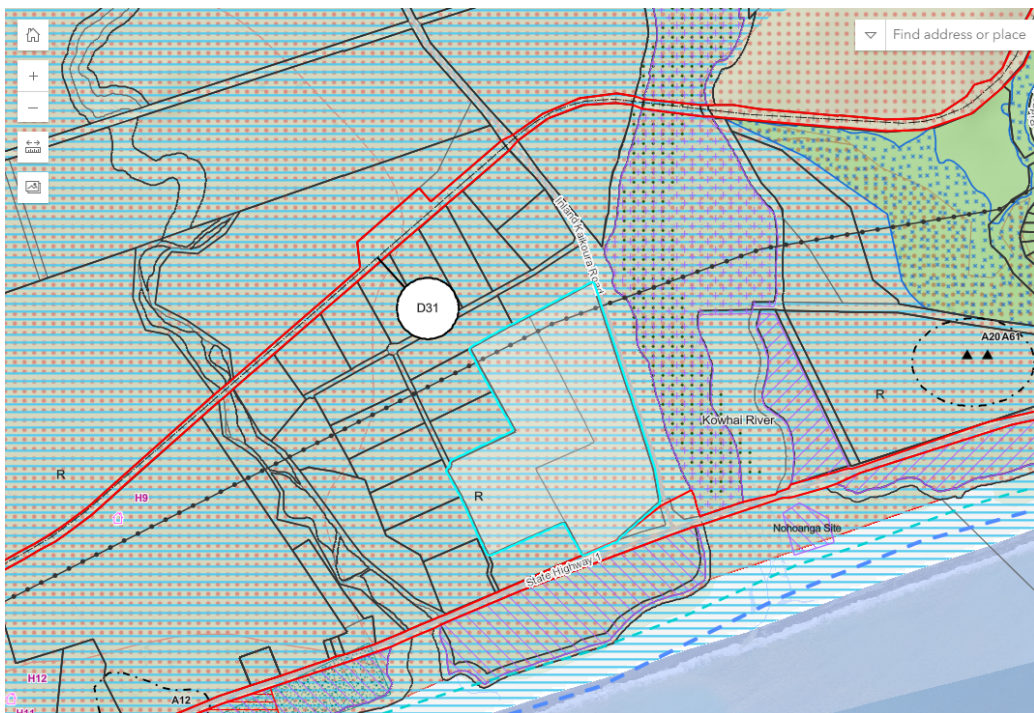 Find address or place
Inland Kaikoura Road
D31
A20 A61
R
Kowhai River
R
R
H9
Nohoanga Site
State Highway 1
H12
A12
H11